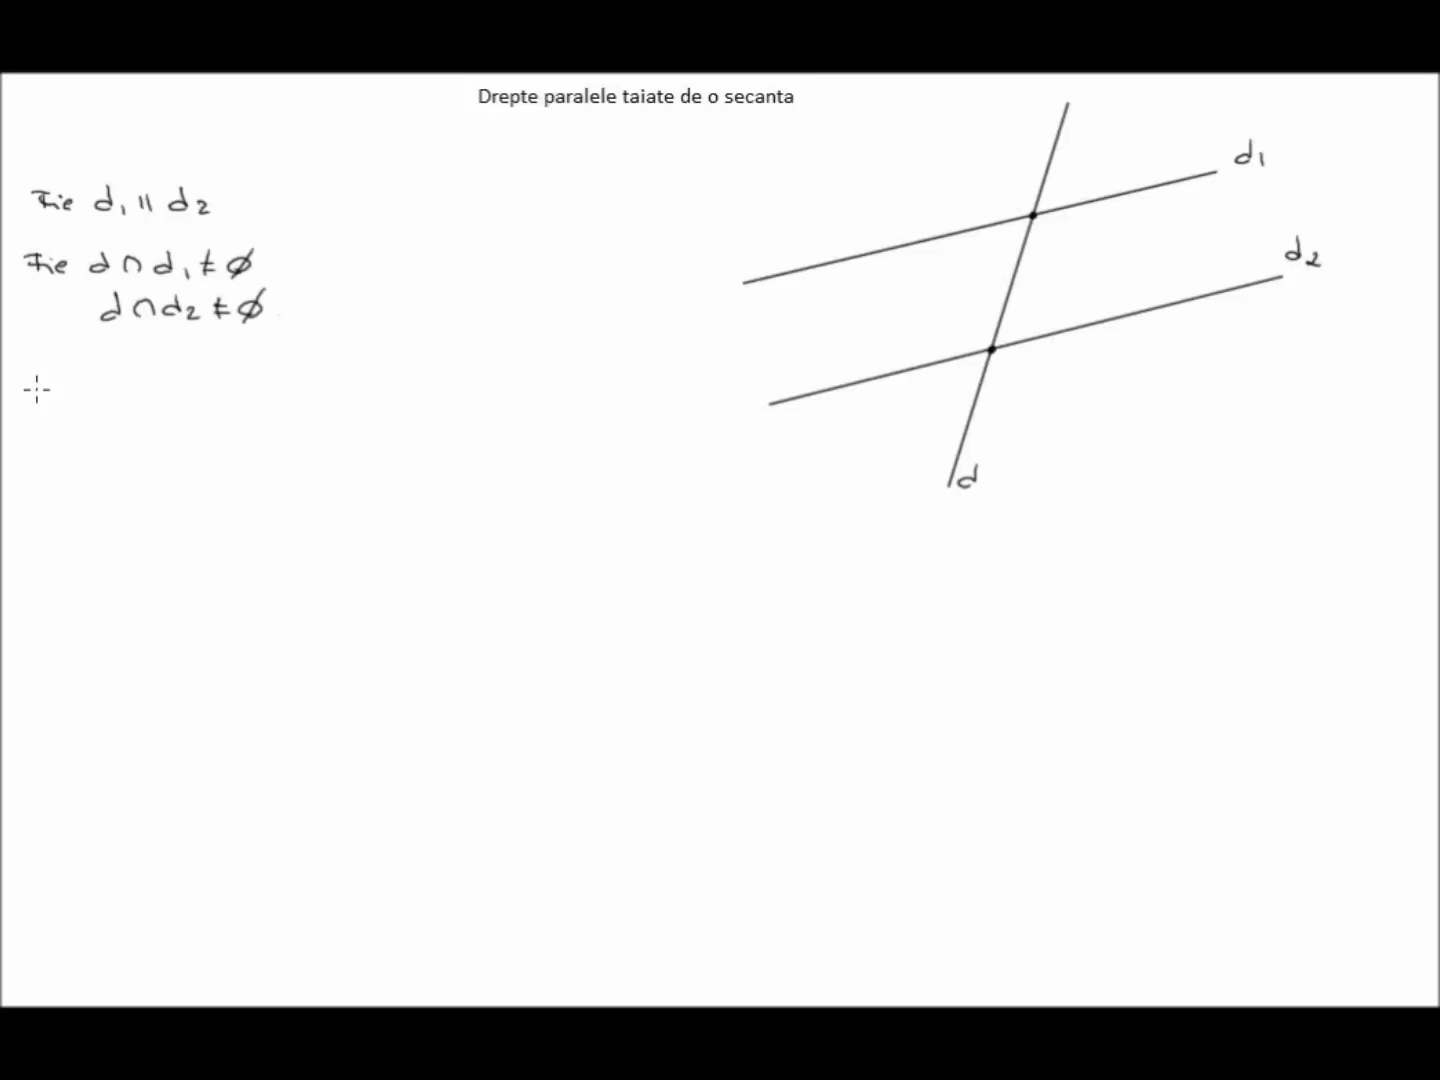 Drepte paralele taiate de o secanta
Fie d₁ || d₂
Fie d ∩ d₁ ≠ ∅
d ∩ d₂ ≠ ∅
d₁
d₂
d